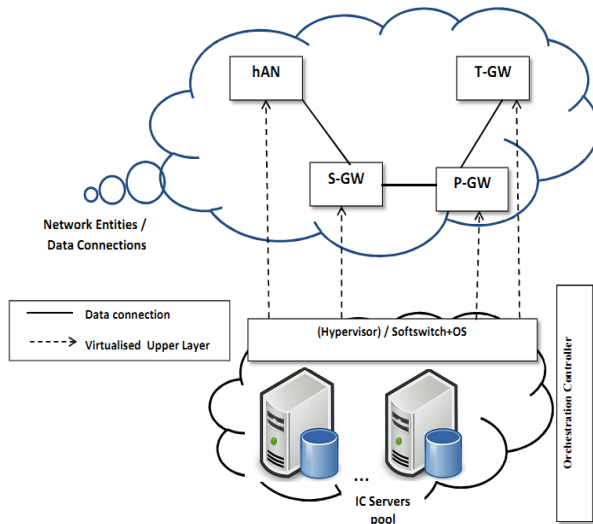 hAN
T-GW
S-GW
P-GW
Network Entities /
Data Connections
Data connection
Virtualised Upper Layer
(Hypervisor) / Softswitch+OS
Orchestration Controller
...
IC Servers
pool